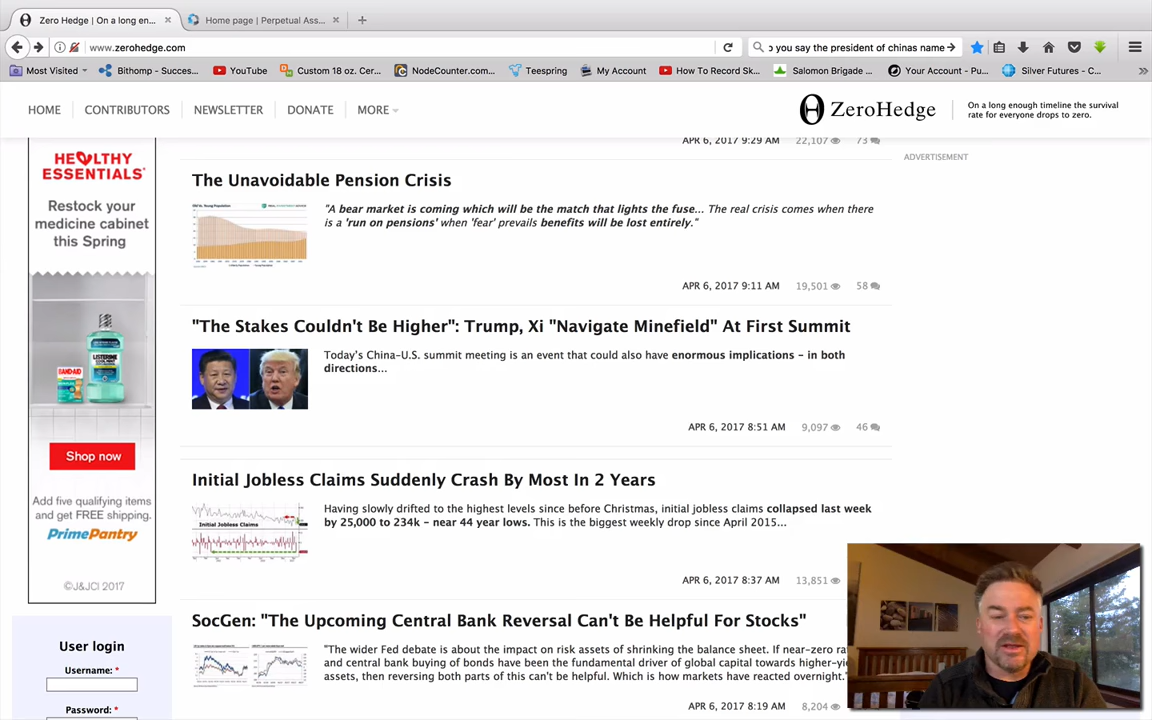 Zero Hedge | On a long en... ×
Home page | Perpetual Ass... ×
+
www.zerohedge.com
you say the president of chinas name
Most Visited
Bithomp - Succes...
YouTube
Custom 18 oz. Cer...
NodeCounter.com...
Teespring
My Account
How To Record Sk...
Salomon Brigade ...
Your Account - Pu...
Silver Futures - C...
»
HOME
CONTRIBUTORS
NEWSLETTER
DONATE
MORE
ZeroHedge
On a long enough timeline the survival
rate for everyone drops to zero.
APR 6, 2017 9:29 AM 22,107 73
ADVERTISEMENT
HEALTHY
ESSENTIALS®
Restock your
medicine cabinet
this Spring
LISTERINE
BAND-AID
Shop now
Add five qualifying items
and get FREE shipping.
PrimePantry
©J&JCI 2017
The Unavoidable Pension Crisis
"A bear market is coming which will be the match that lights the fuse... The real crisis comes when there
is a 'run on pensions' when 'fear' prevails benefits will be lost entirely."
APR 6, 2017 9:11 AM 19,501 58
"The Stakes Couldn't Be Higher": Trump, Xi "Navigate Minefield" At First Summit
Today's China-U.S. summit meeting is an event that could also have enormous implications – in both
directions...
APR 6, 2017 8:51 AM 9,097 46
Initial Jobless Claims Suddenly Crash By Most In 2 Years
Initial Jobless Claims
Having slowly drifted to the highest levels since before Christmas, initial jobless claims collapsed last week
by 25,000 to 234k – near 44 year lows. This is the biggest weekly drop since April 2015...
APR 6, 2017 8:37 AM 13,851
SocGen: "The Upcoming Central Bank Reversal Can't Be Helpful For Stocks"
"The wider Fed debate is about the impact on risk assets of shrinking the balance sheet. If near-zero ra
and central bank buying of bonds have been the fundamental driver of global capital towards higher-yi
assets, then reversing both parts of this can't be helpful. Which is how markets have reacted overnight."
APR 6, 2017 8:19 AM 8,204
User login
Username: *
Password: *